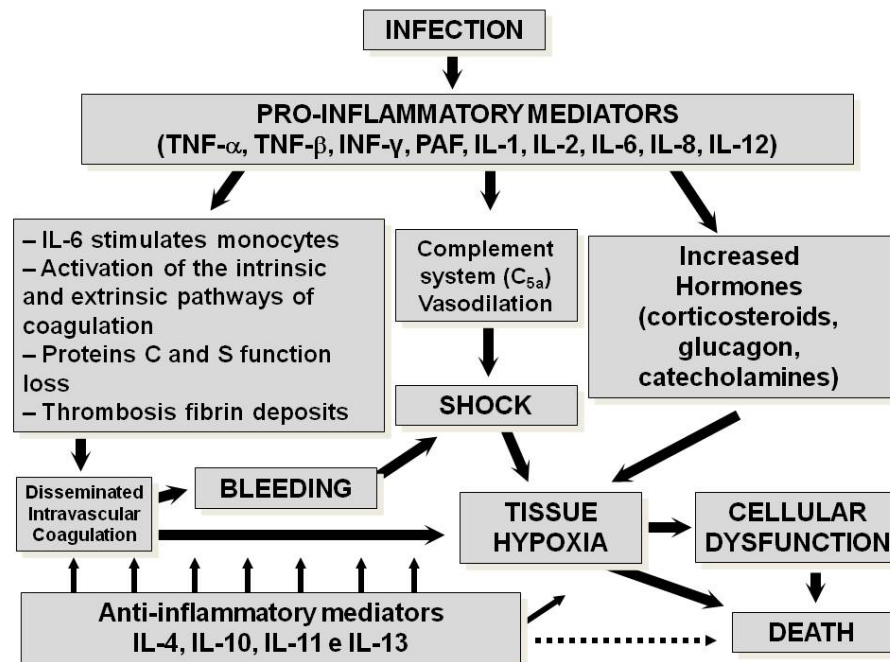 INFECTION
PRO-INFLAMMATORY MEDIATORS
(TNF-α, TNF-β, INF-γ, PAF, IL-1, IL-2, IL-6, IL-8, IL-12)
– IL-6 stimulates monocytes
– Activation of the intrinsic
and extrinsic pathways of
coagulation
– Proteins C and S function
loss
– Thrombosis fibrin deposits
Complement
system (C5a)
Vasodilation
Increased
Hormones
(corticosteroids,
glucagon,
catecholamines)
SHOCK
Disseminated
Intravascular
Coagulation
BLEEDING
TISSUE
HYPOXIA
CELLULAR
DYSFUNCTION
Anti-inflammatory mediators
IL-4, IL-10, IL-11 e IL-13
DEATH